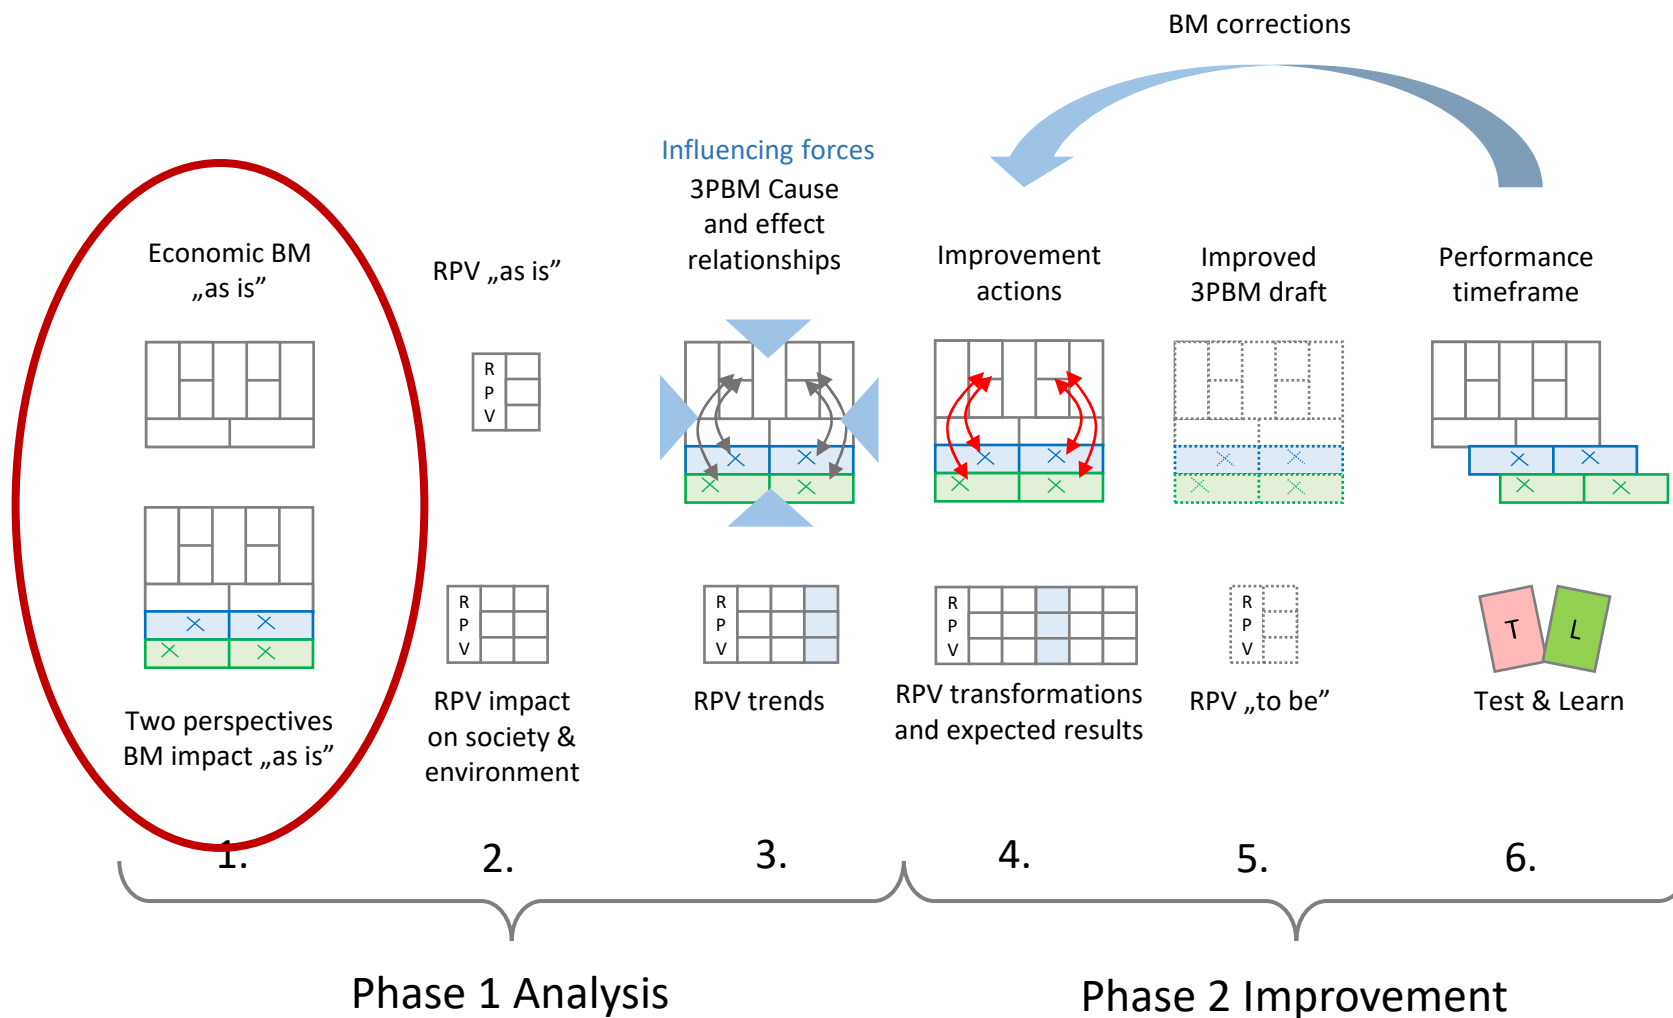 BM corrections
Influencing forces
3PBM Cause
and effect
relationships
Economic BM
„as is”
RPV „as is”
Improvement
actions
Improved
3PBM draft
Performance
timeframe
R
P
V
R
P
V
R
P
V
R
P
V
R
P
V
T
L
Two perspectives
BM impact „as is”
RPV impact
on society &
environment
RPV trends
RPV transformations
and expected results
RPV „to be”
Test & Learn
1.
2.
3.
4.
5.
6.
Phase 1 Analysis
Phase 2 Improvement